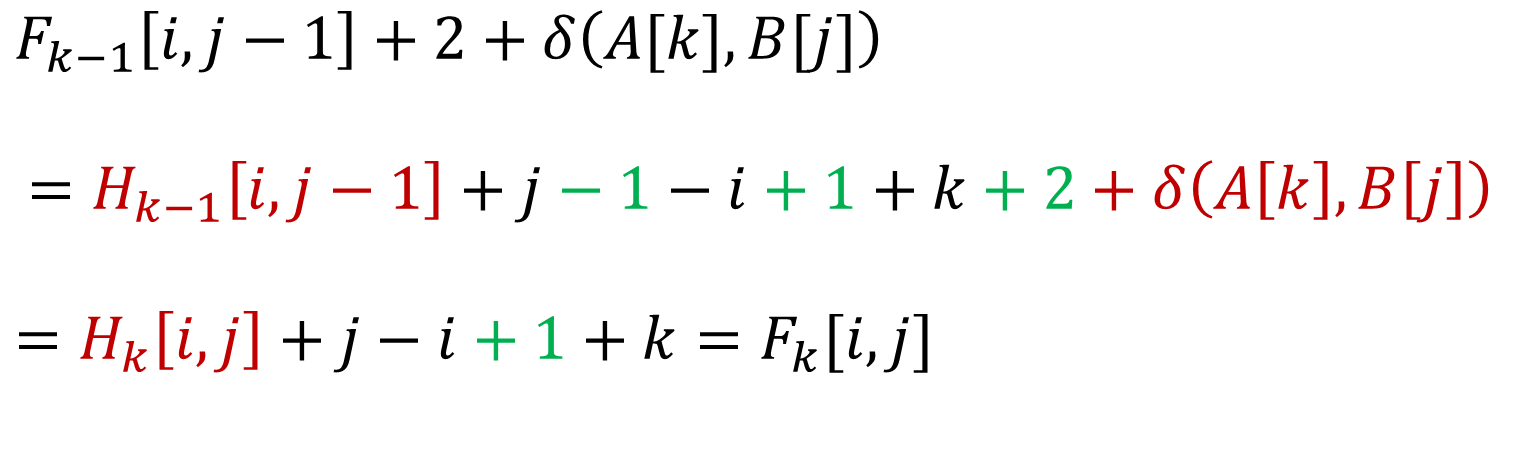 F_{k−1}[i, j − 1] + 2 + δ(A[k], B[j])
= H_{k−1}[i, j − 1] + j − 1 − i + 1 + k + 2 + δ(A[k], B[j])
= H_k[i, j] + j − i + 1 + k = F_k[i, j]